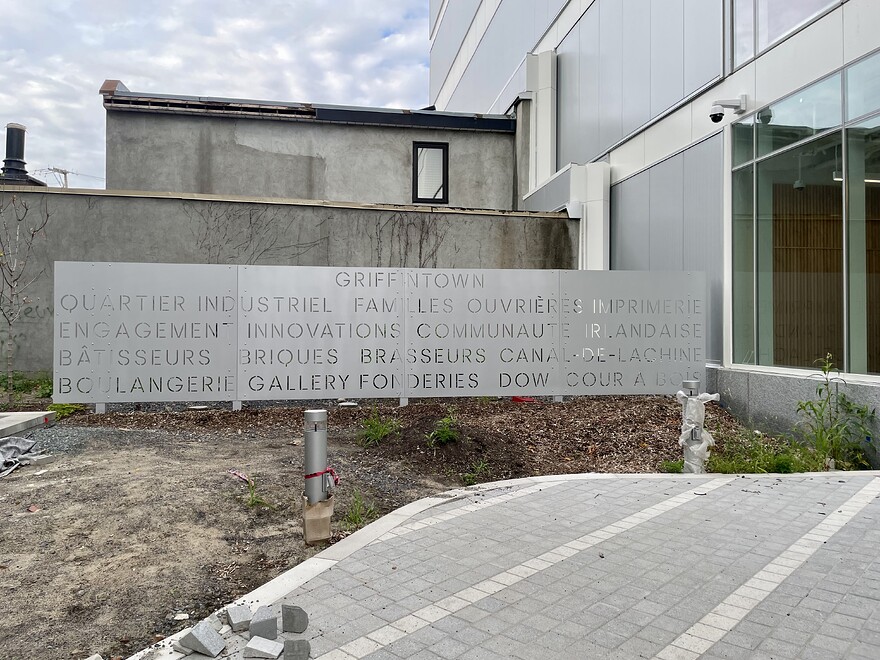 GRIFFINTOWN
QUARTIER INDUSTRIEL FAMILLES OUVRIÈRES IMPRIMERIE
ENGAGEMENT INNOVATIONS COMMUNAUTÉ IRLANDAISE
BÂTISSEURS BRIQUES BRASSEURS CANAL-DE-LACHINE
BOULANGERIE GALLERY FONDERIES DOW COUR À BOIS